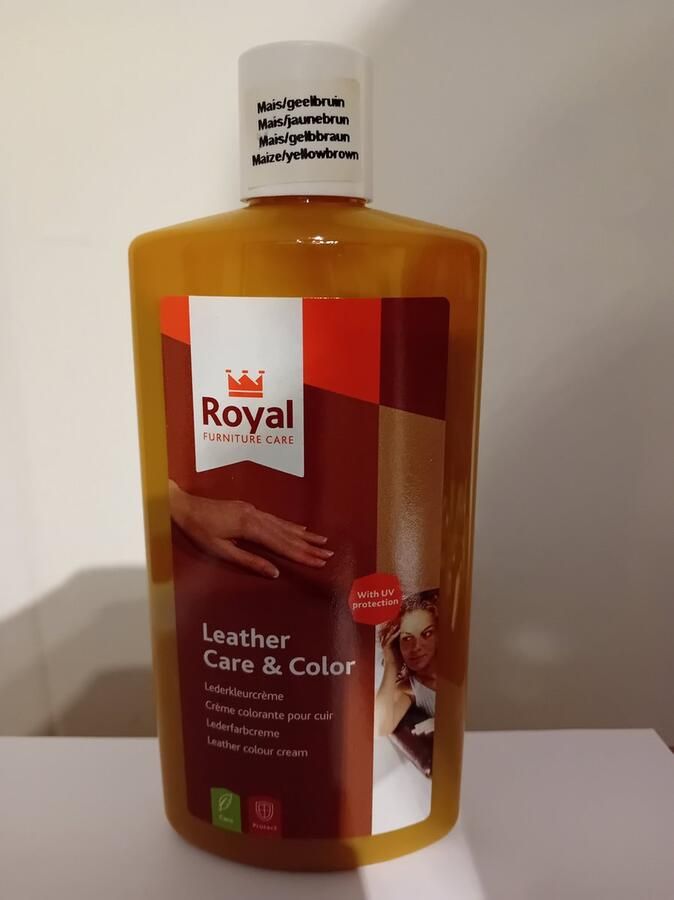 Mais/geelbruin
Mais/jaunebrun
Mais/gelbbraun
Maize/yellowbrown
Royal
FURNITURE CARE
With UV
protection
Leather
Care & Color
Lederkleurcrème
Crème colorante pour cuir
Lederfarbcreme
Leather colour cream
Care
Protect